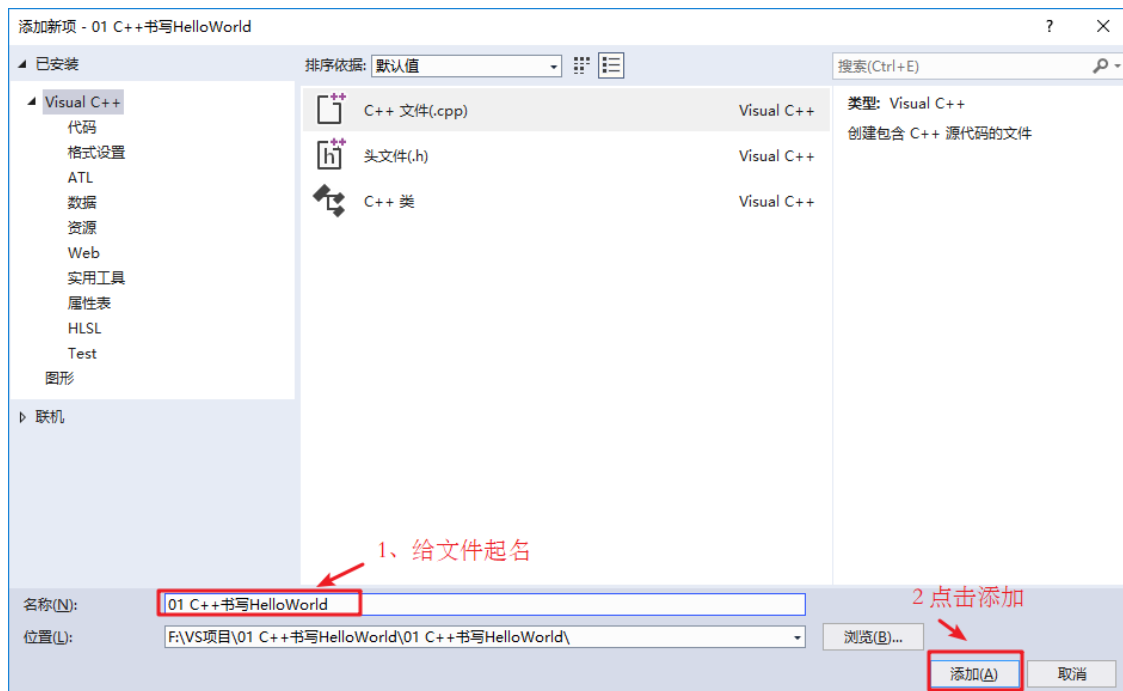 添加新项 - 01 C++书写HelloWorld
? 
已安装
排序依据: 默认值
搜索(Ctrl+E)
Visual C++
代码
格式设置
ATL
数据
资源
Web
实用工具
属性表
HLSL
Test
图形
联机
C++ 文件(.cpp) Visual C++
头文件(.h) Visual C++
C++ 类 Visual C++
类型: Visual C++
创建包含 C++ 源代码的文件
1、给文件起名
名称(N): 01 C++书写HelloWorld
2 点击添加
位置(L): F:\VS项目\01 C++书写HelloWorld\01 C++书写HelloWorld\
浏览(B)...
添加(A) 取消